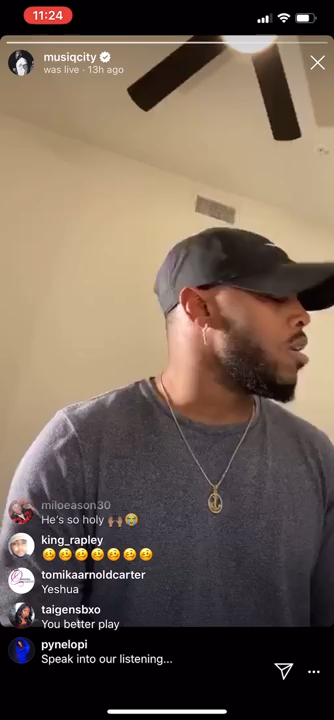 11:24
musiqcity
was live · 13h ago
miloeason30
He's so holy 🙌🏽😭
king_rapley
🥴🥴🥴🥴🥴🥴🥴
tomikaarnoldcarter
Yeshua
taigensbxo
You better play
pynelopi
Speak into our listening...